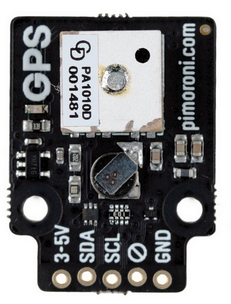 GPS
PA1010D
001481
pimoroni.com
3-5V
SDA
SCL
GND